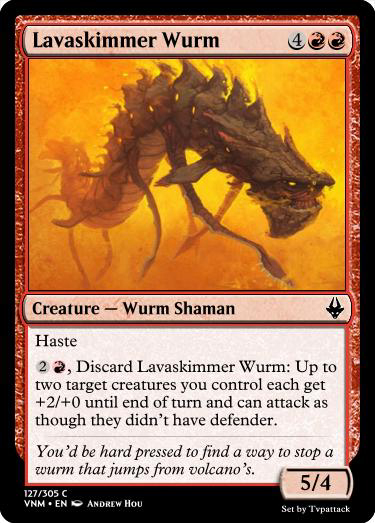 Lavaskimmer Wurm 4
Creature — Wurm Shaman
Haste
2 , Discard Lavaskimmer Wurm: Up to
two target creatures you control each get
+2/+0 until end of turn and can attack as
though they didn't have defender.
You'd be hard pressed to find a way to stop a
wurm that jumps from volcano's.
5/4
127/305 C
VNM • EN Andrew Hou
Set by Tvpattack